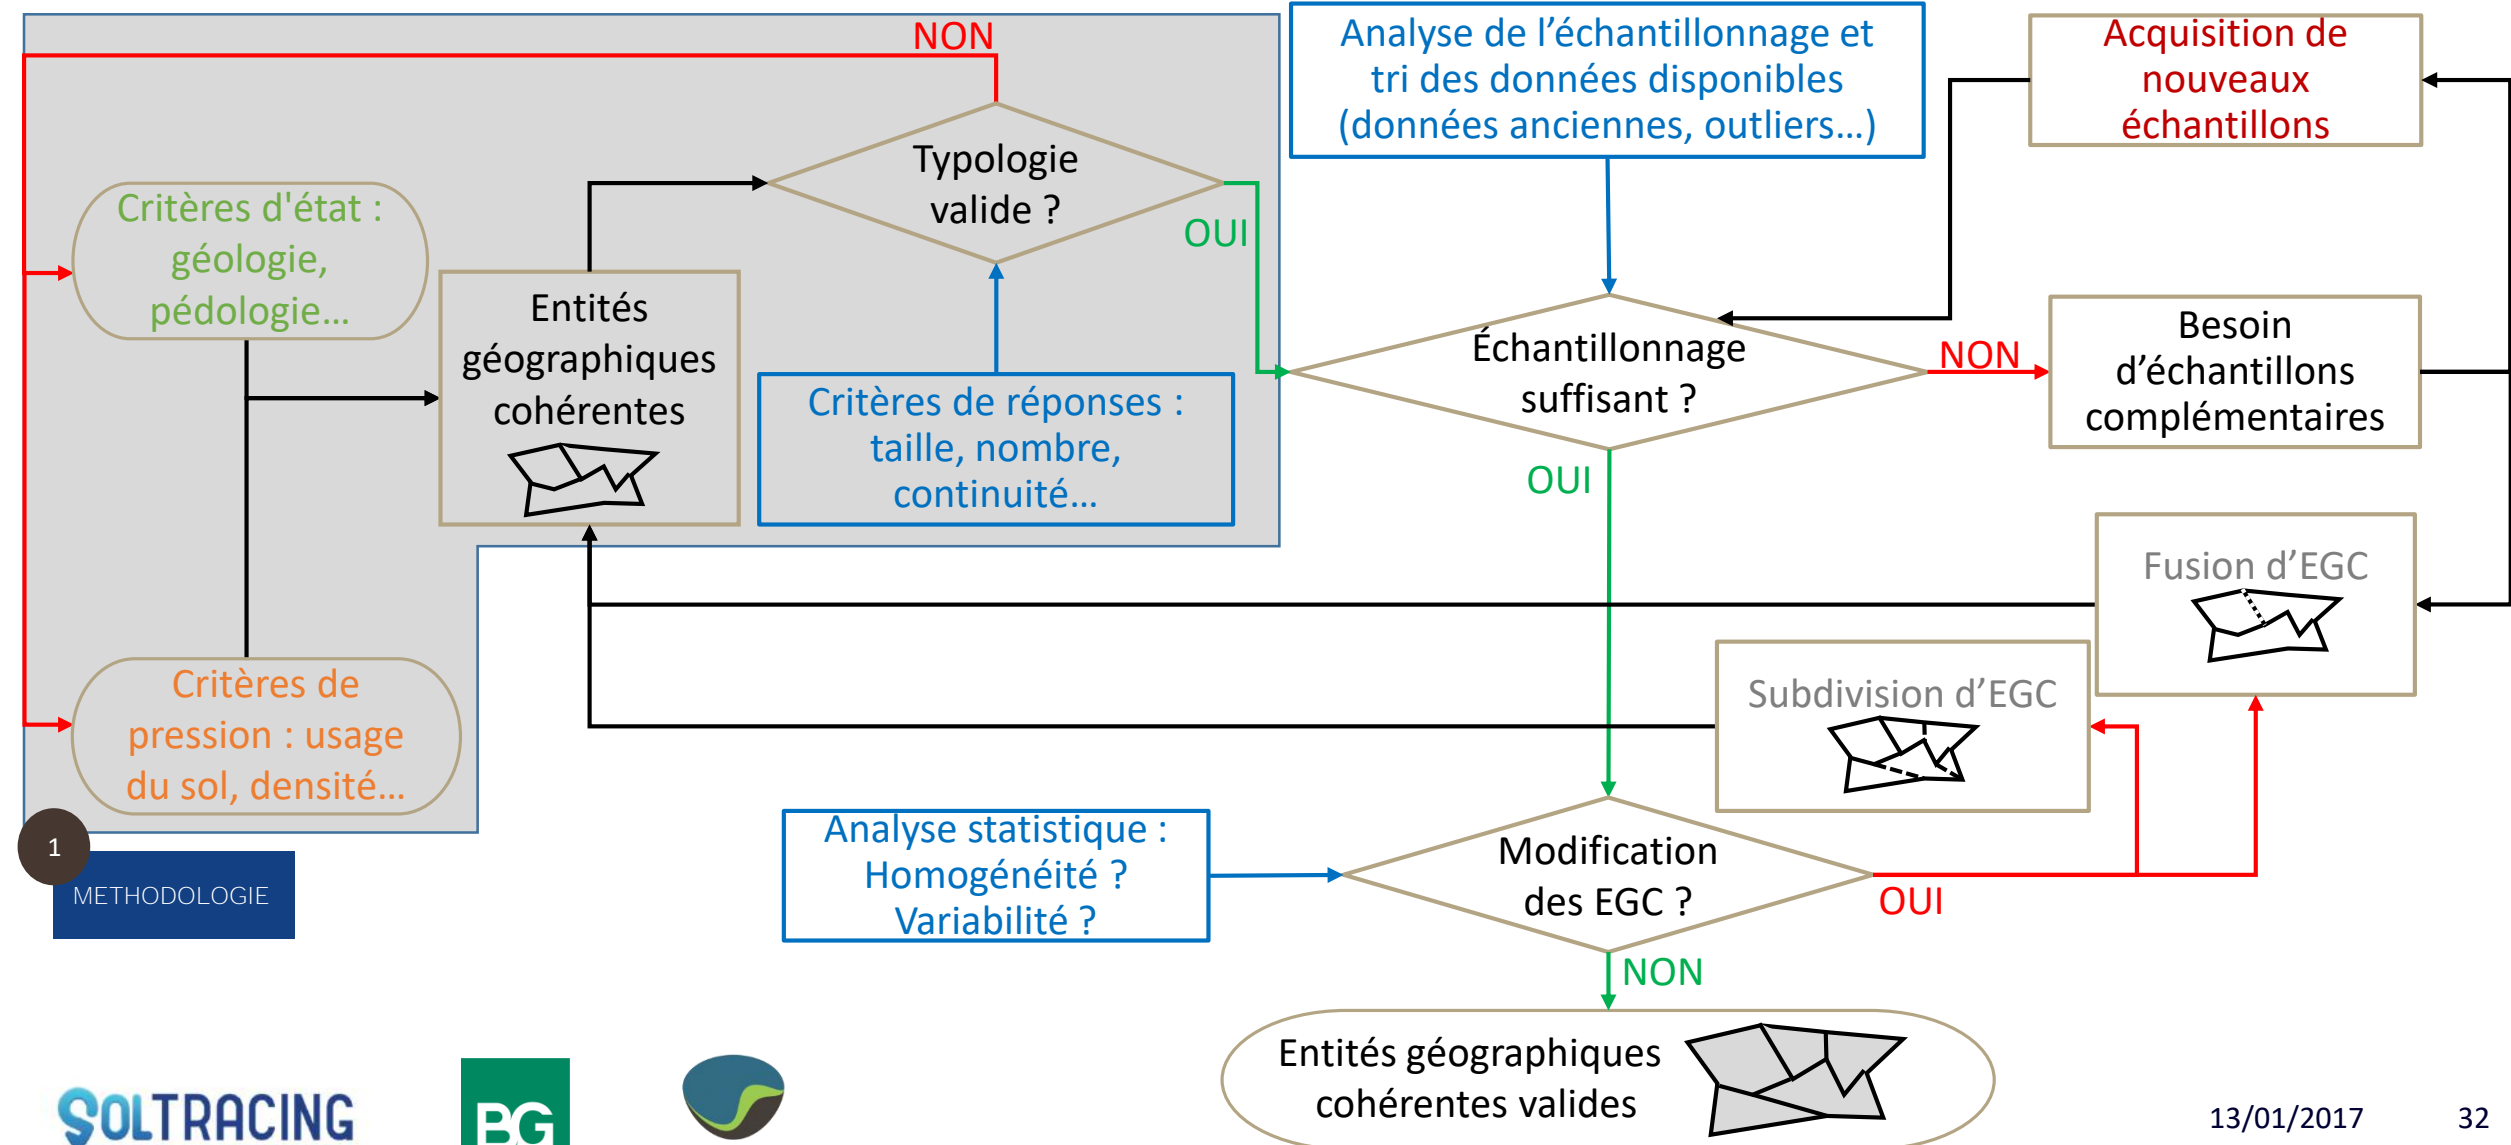 NON
Typologie
valide ?
OUI
Critères d'état :
géologie,
pédologie...
Entités
géographiques
cohérentes
Critères de réponses :
taille, nombre,
continuité...
Critères de
pression : usage
du sol, densité...
Analyse de l’échantillonnage et
tri des données disponibles
(données anciennes, outliers...)
Acquisition de
nouveaux
échantillons
Échantillonnage
suffisant ?
NON
OUI
Besoin
d’échantillons
complémentaires
Fusion d’EGC
Subdivision d’EGC
Analyse statistique :
Homogénéité ?
Variabilité ?
Modification
des EGC ?
OUI
NON
Entités géographiques
cohérentes valides
1
METHODOLOGIE
SOLTRACING
BG
13/01/2017
32